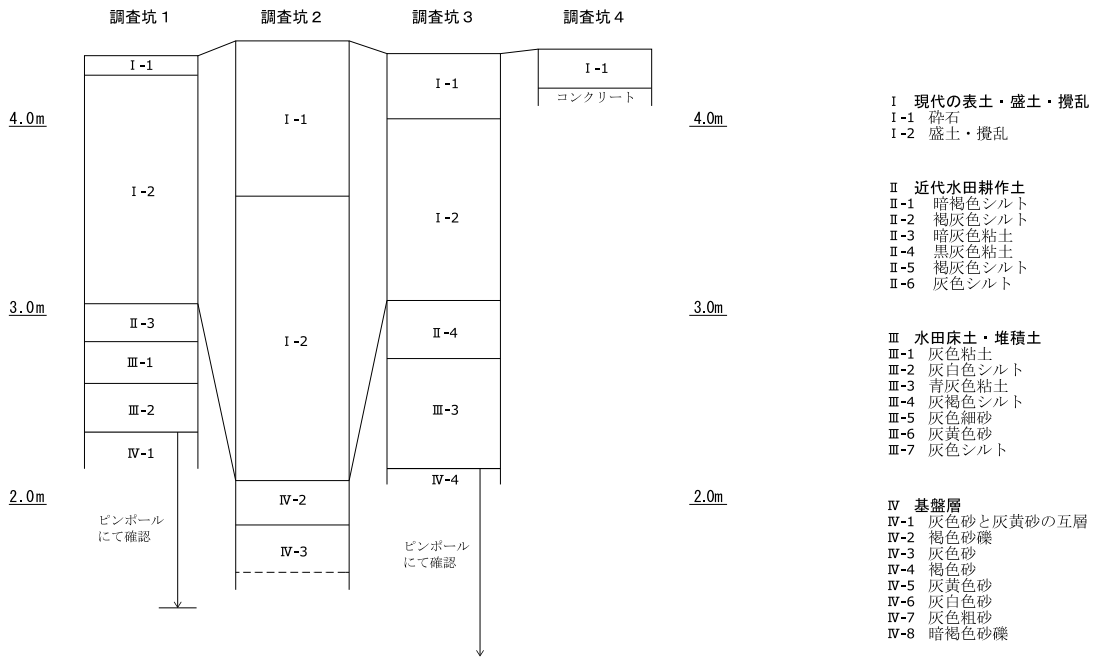 調査坑１
調査坑２
調査坑３
調査坑４
4.0m
3.0m
2.0m
Ⅰ-1
Ⅰ-2
Ⅱ-3
Ⅲ-1
Ⅲ-2
Ⅳ-1
ピンポール
にて確認
Ⅰ-1
Ⅰ-2
Ⅳ-2
Ⅳ-3
Ⅰ-1
Ⅰ-2
Ⅱ-4
Ⅲ-3
Ⅳ-4
ピンポール
にて確認
Ⅰ-1
コンクリート
4.0m
3.0m
2.0m
Ⅰ 現代の表土・盛土・攪乱
Ⅰ-1 砕石
Ⅰ-2 盛土・攪乱
Ⅱ 近代水田耕作土
Ⅱ-1 暗褐色シルト
Ⅱ-2 褐灰色シルト
Ⅱ-3 暗灰色粘土
Ⅱ-4 黒灰色粘土
Ⅱ-5 褐灰色シルト
Ⅱ-6 灰色シルト
Ⅲ 水田床土・堆積土
Ⅲ-1 灰色粘土
Ⅲ-2 灰白色シルト
Ⅲ-3 青灰色粘土
Ⅲ-4 灰褐色シルト
Ⅲ-5 灰色細砂
Ⅲ-6 灰黄色砂
Ⅲ-7 灰色シルト
Ⅳ 基盤層
Ⅳ-1 灰色砂と灰黄砂の互層
Ⅳ-2 褐色砂礫
Ⅳ-3 灰色砂
Ⅳ-4 褐色砂
Ⅳ-5 灰黄色砂
Ⅳ-6 灰白色砂
Ⅳ-7 灰色粗砂
Ⅳ-8 暗褐色砂礫